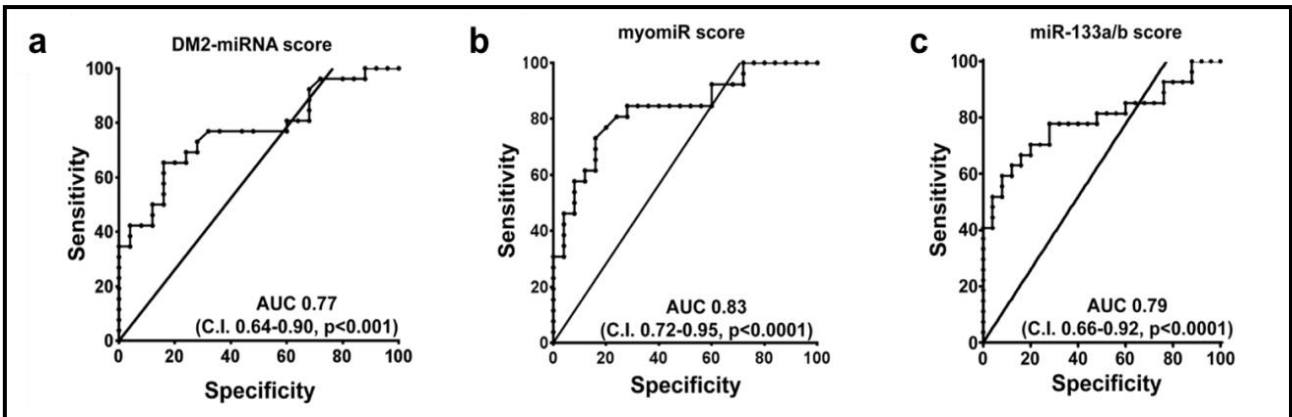 a
DM2-miRNA score
100
80
60
40
20
0
Sensitivity
AUC 0.77
(C.I. 0.64-0.90, p<0.001)
0 20 40 60 80 100
Specificity
b
myomiR score
100
80
60
40
20
0
Sensitivity
AUC 0.83
(C.I. 0.72-0.95, p<0.0001)
0 20 40 60 80 100
Specificity
c
miR-133a/b score
100
80
60
40
20
0
Sensitivity
AUC 0.79
(C.I. 0.66-0.92, p<0.0001)
0 20 40 60 80 100
Specificity